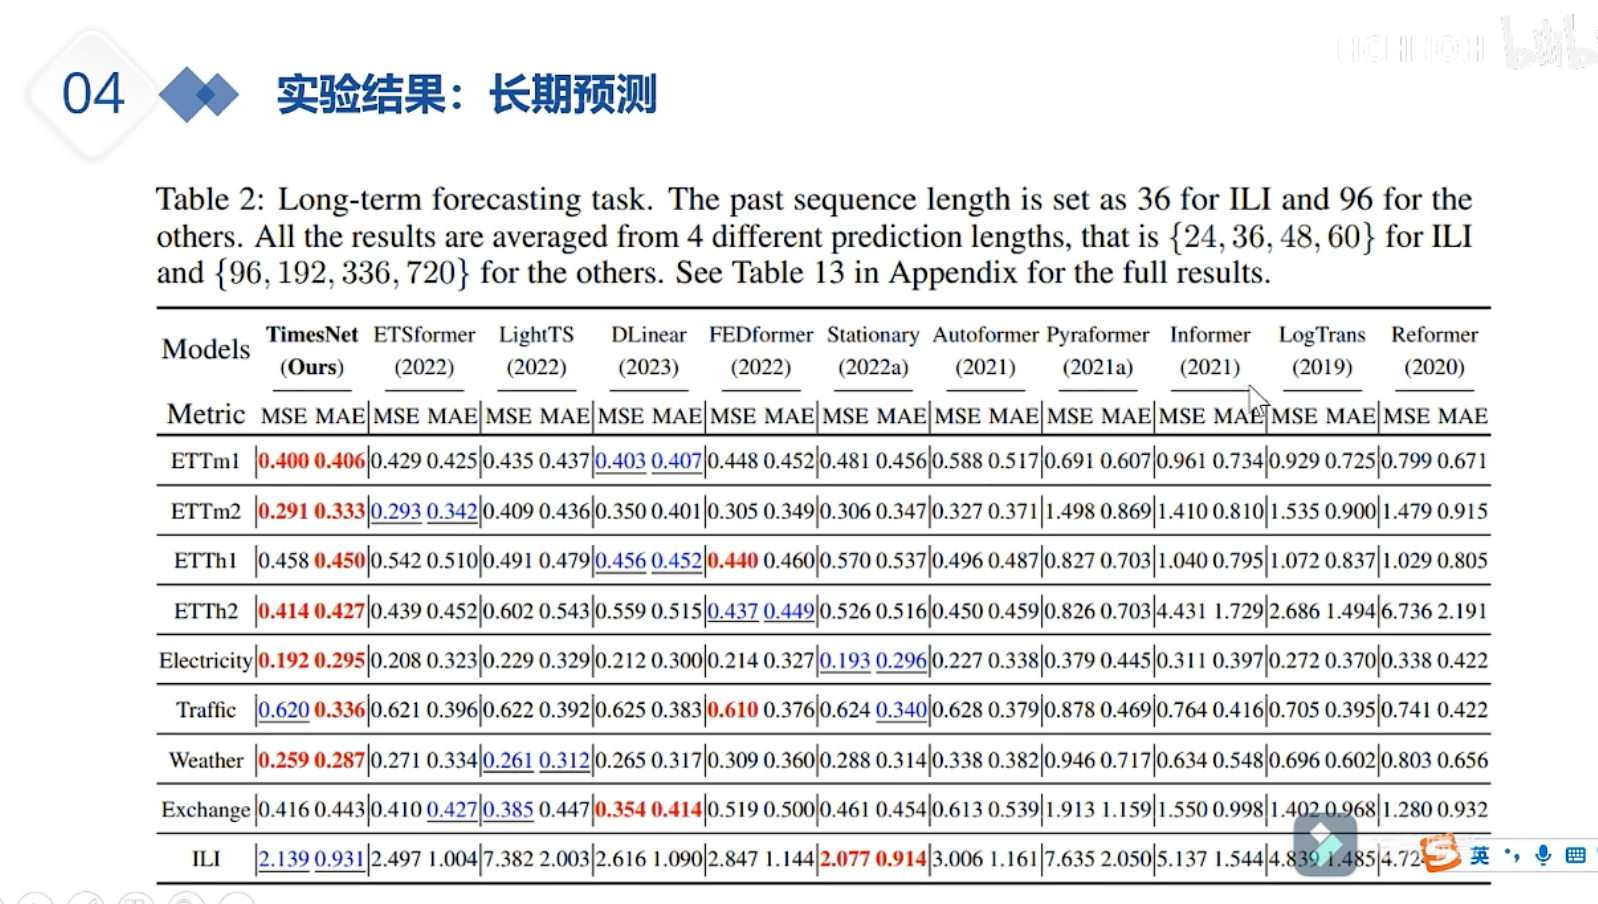 HCHHOH bilibili
04 实验结果：长期预测
Table 2: Long-term forecasting task. The past sequence length is set as 36 for ILI and 96 for the
others. All the results are averaged from 4 different prediction lengths, that is {24, 36, 48, 60} for ILI
and {96, 192, 336, 720} for the others. See Table 13 in Appendix for the full results.
Models TimesNet ETSformer LightTS DLinear FEDformer Stationary Autoformer Pyraformer Informer LogTrans Reformer
(Ours) (2022) (2022) (2023) (2022) (2022a) (2021) (2021a) (2021) (2019) (2020)
Metric MSE MAE MSE MAE MSE MAE MSE MAE MSE MAE MSE MAE MSE MAE MSE MAE MSE MAE MSE MAE MSE MAE
ETTm1 0.400 0.406 0.429 0.425 0.435 0.437 0.403 0.407 0.448 0.452 0.481 0.456 0.588 0.517 0.691 0.607 0.961 0.734 0.929 0.725 0.799 0.671
ETTm2 0.291 0.333 0.293 0.342 0.409 0.436 0.350 0.401 0.305 0.349 0.306 0.347 0.327 0.371 1.498 0.869 1.410 0.810 1.535 0.900 1.479 0.915
ETTh1 0.458 0.450 0.542 0.510 0.491 0.479 0.456 0.452 0.440 0.460 0.570 0.537 0.496 0.487 0.827 0.703 1.040 0.795 1.072 0.837 1.029 0.805
ETTh2 0.414 0.427 0.439 0.452 0.602 0.543 0.559 0.515 0.437 0.449 0.526 0.516 0.450 0.459 0.826 0.703 4.431 1.729 2.686 1.494 6.736 2.191
Electricity 0.192 0.295 0.208 0.323 0.229 0.329 0.212 0.300 0.214 0.327 0.193 0.296 0.227 0.338 0.379 0.445 0.311 0.397 0.272 0.370 0.338 0.422
Traffic 0.620 0.336 0.621 0.396 0.622 0.392 0.625 0.383 0.610 0.376 0.624 0.340 0.628 0.379 0.878 0.469 0.764 0.416 0.705 0.395 0.741 0.422
Weather 0.259 0.287 0.271 0.334 0.261 0.312 0.265 0.317 0.309 0.360 0.288 0.314 0.338 0.382 0.946 0.717 0.634 0.548 0.696 0.602 0.803 0.656
Exchange 0.416 0.443 0.410 0.427 0.385 0.447 0.354 0.414 0.519 0.500 0.461 0.454 0.613 0.539 1.913 1.159 1.550 0.998 1.402 0.968 1.280 0.932
ILI 2.139 0.931 2.497 1.004 7.382 2.003 2.616 1.090 2.847 1.144 2.077 0.914 3.006 1.161 7.635 2.050 5.137 1.544 4.839 1.485 英